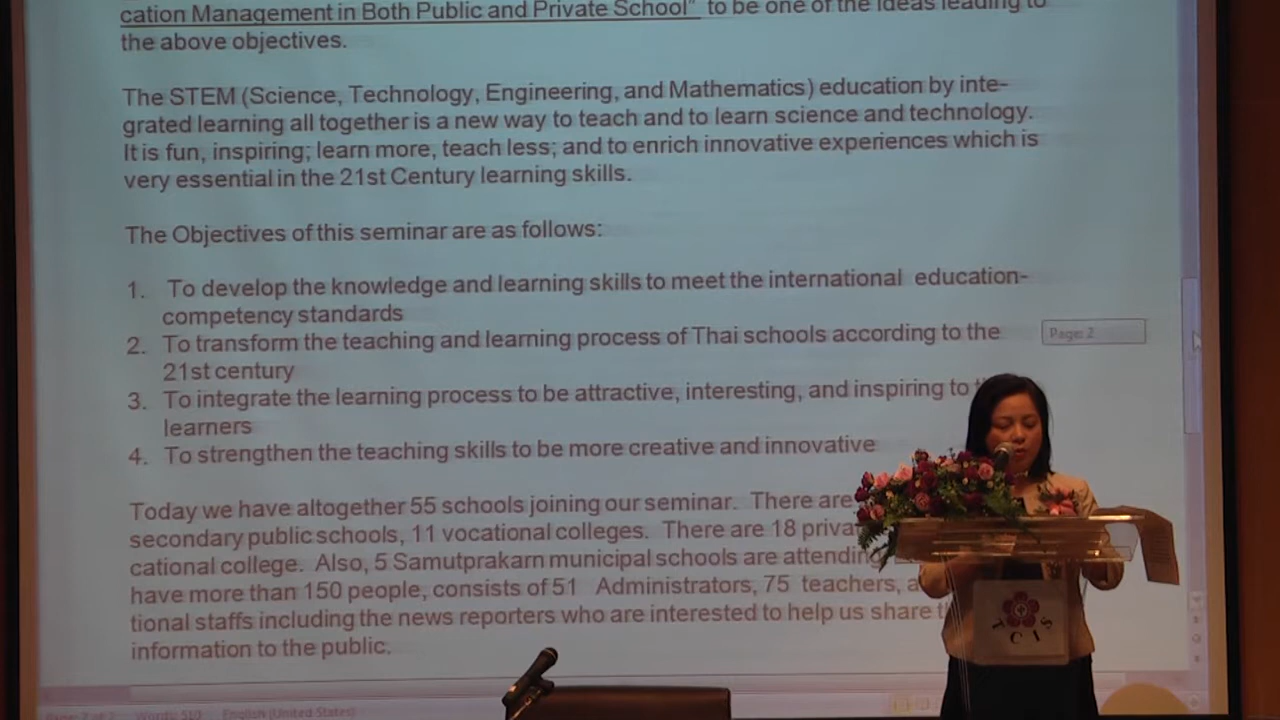 cation Management in Both Public and Private School" to be one of the ideas leading to
the above objectives.
The STEM (Science, Technology, Engineering, and Mathematics) education by inte-
grated learning all together is a new way to teach and to learn science and technology.
It is fun, inspiring; learn more, teach less; and to enrich innovative experiences which is
very essential in the 21st Century learning skills.
The Objectives of this seminar are as follows:
1. To develop the knowledge and learning skills to meet the international education-
competency standards
2. To transform the teaching and learning process of Thai schools according to the
21st century
Page: 2
3. To integrate the learning process to be attractive, interesting, and inspiring to
learners
4. To strengthen the teaching skills to be more creative and innovative
Today we have altogether 55 schools joining our seminar. There are
secondary public schools, 11 vocational colleges. There are 18
cational college. Also, 5 Samutprakarn municipal schools are
have more than 150 people, consists of 51 Administrators, 75 teachers,
tional staffs including the news reporters who are interested to help us share
information to the public.
TCIS
Words: 510 English (United States)